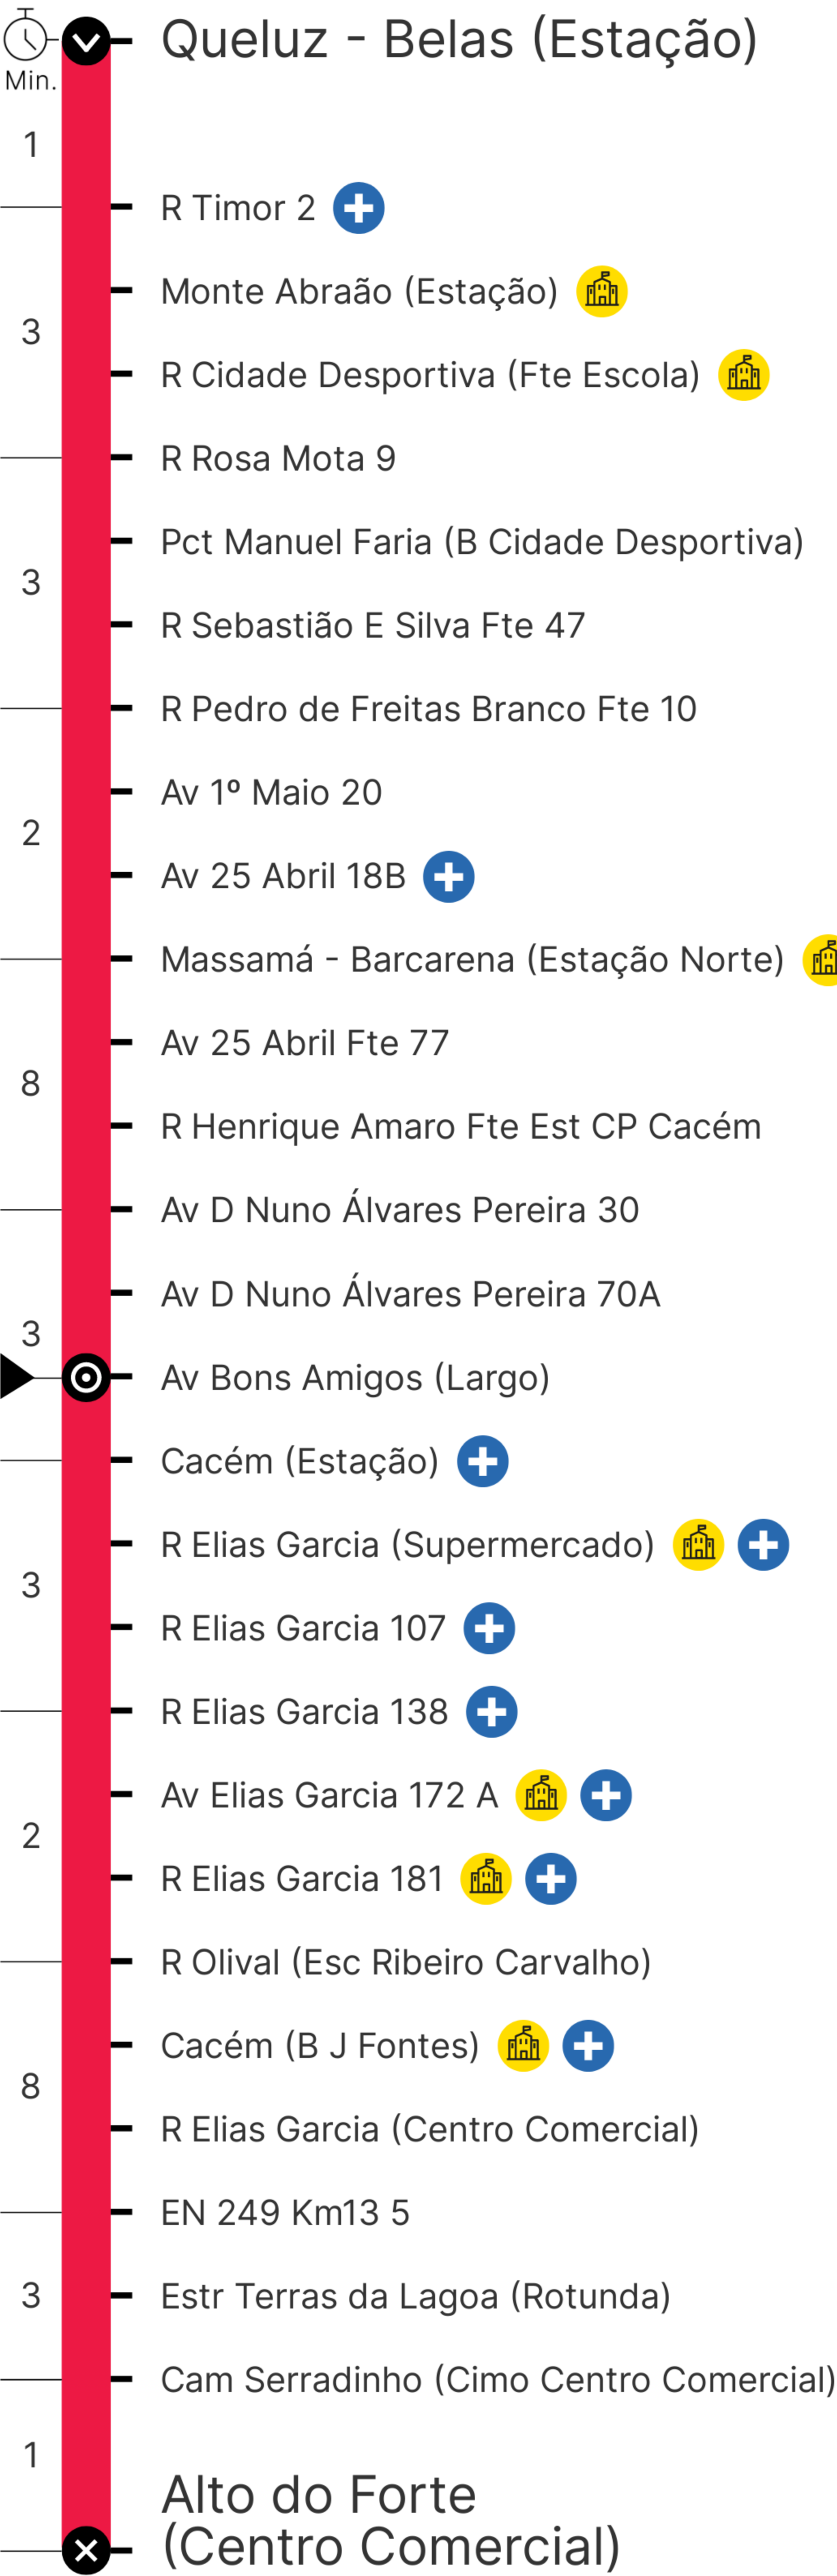 Queluz - Belas (Estação)
Min.
1
R Timor 2
Monte Abraão (Estação)
3
R Cidade Desportiva (Fte Escola)
R Rosa Mota 9
Pct Manuel Faria (B Cidade Desportiva)
3
R Sebastião E Silva Fte 47
R Pedro de Freitas Branco Fte 10
Av 1º Maio 20
2
Av 25 Abril 18B
Massamá - Barcarena (Estação Norte)
Av 25 Abril Fte 77
8
R Henrique Amaro Fte Est CP Cacém
Av D Nuno Álvares Pereira 30
Av D Nuno Álvares Pereira 70A
3
Av Bons Amigos (Largo)
Cacém (Estação)
R Elias Garcia (Supermercado)
3
R Elias Garcia 107
R Elias Garcia 138
Av Elias Garcia 172 A
2
R Elias Garcia 181
R Olival (Esc Ribeiro Carvalho)
Cacém (B J Fontes)
8
R Elias Garcia (Centro Comercial)
EN 249 Km13 5
3
Estr Terras da Lagoa (Rotunda)
Cam Serradinho (Cimo Centro Comercial)
1
Alto do Forte
(Centro Comercial)